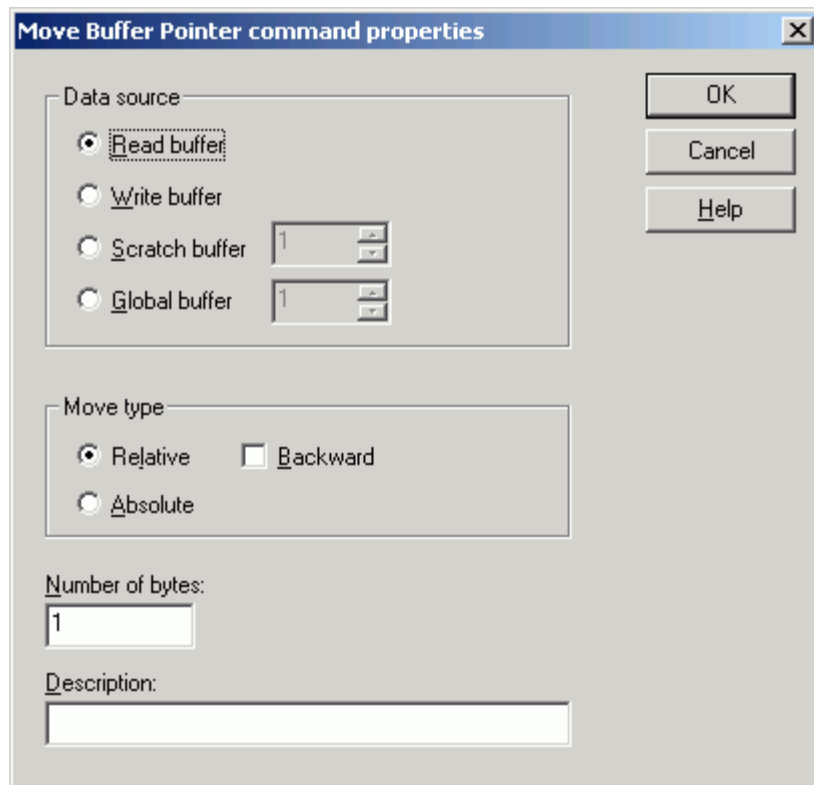 Move Buffer Pointer command properties
Data source
Read buffer
Write buffer
Scratch buffer 1
Global buffer 1
Move type
Relative Backward
Absolute
Number of bytes:
1
Description:
OK
Cancel
Help